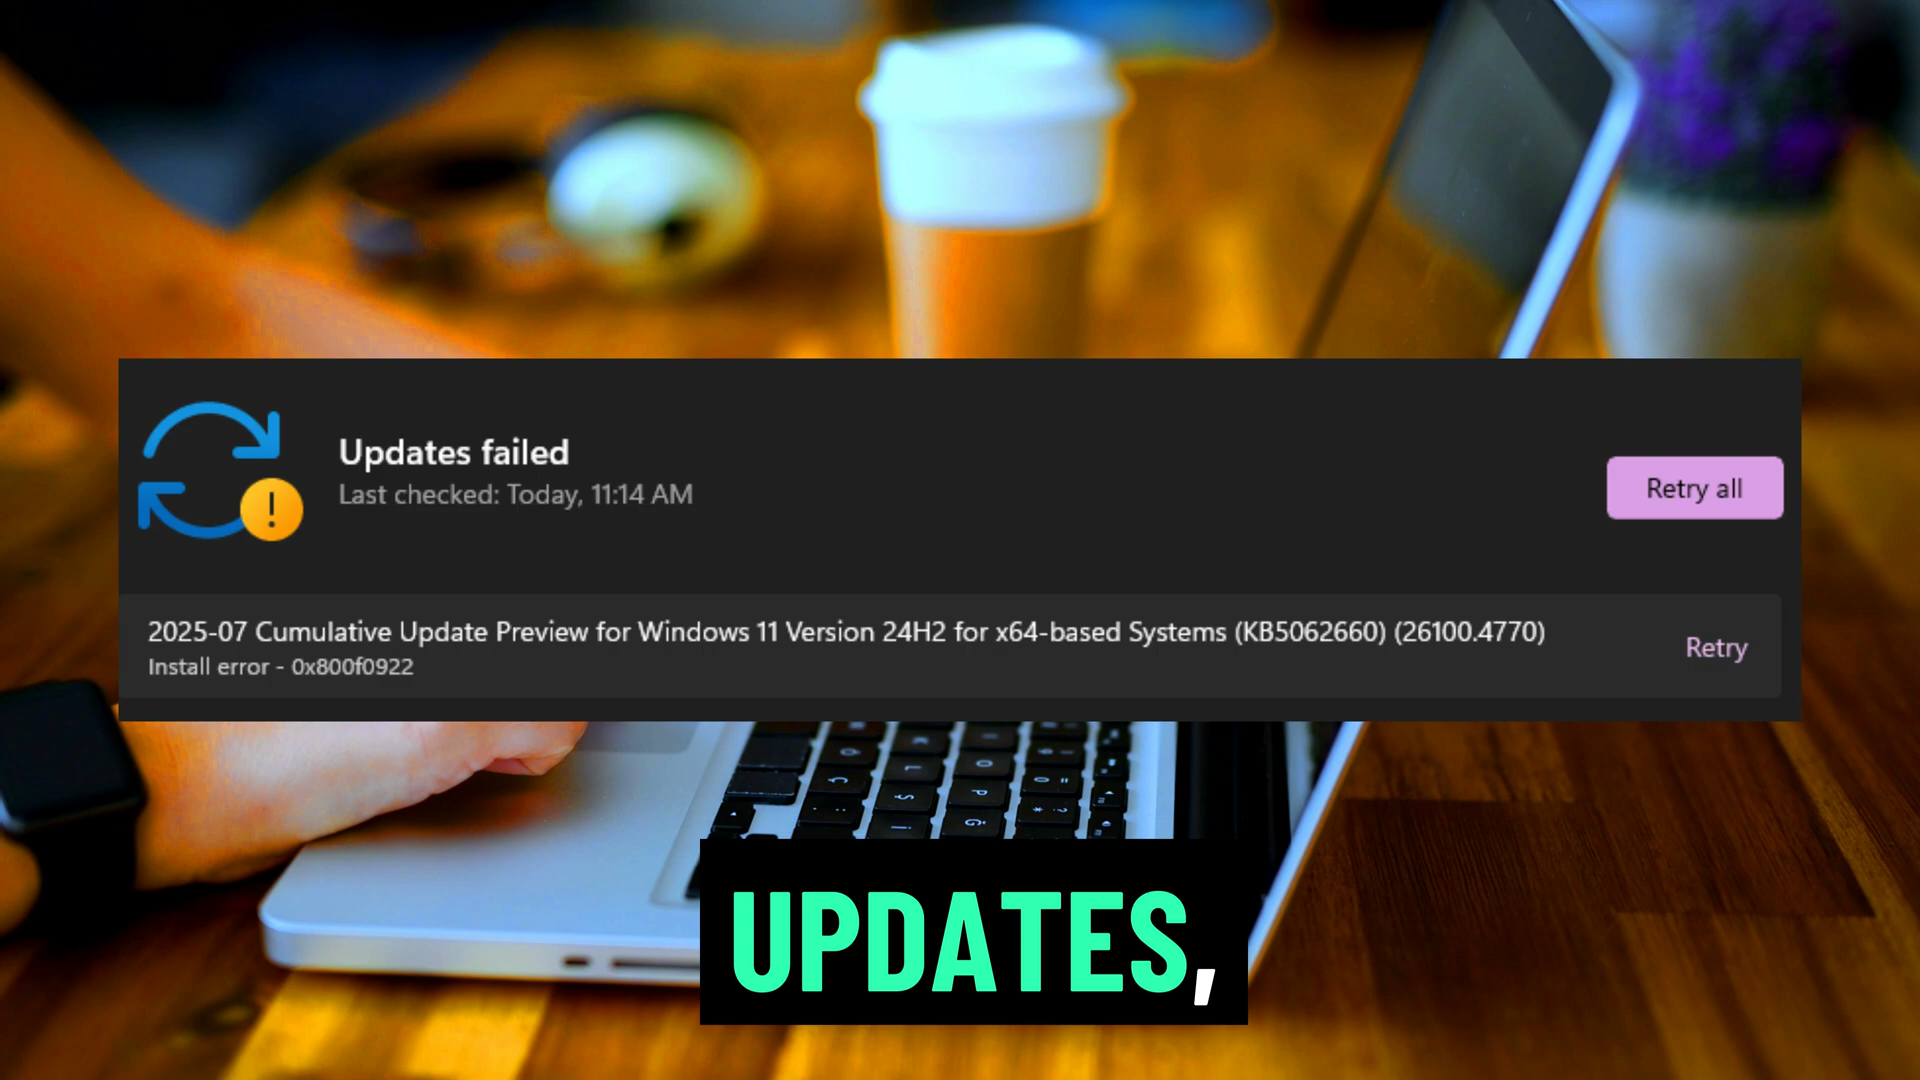 Updates failed
Last checked: Today, 11:14 AM
Retry all
2025-07 Cumulative Update Preview for Windows 11 Version 24H2 for x64-based Systems (KB5062660) (26100.4770)
Install error - 0x800f0922
Retry
UPDATES,